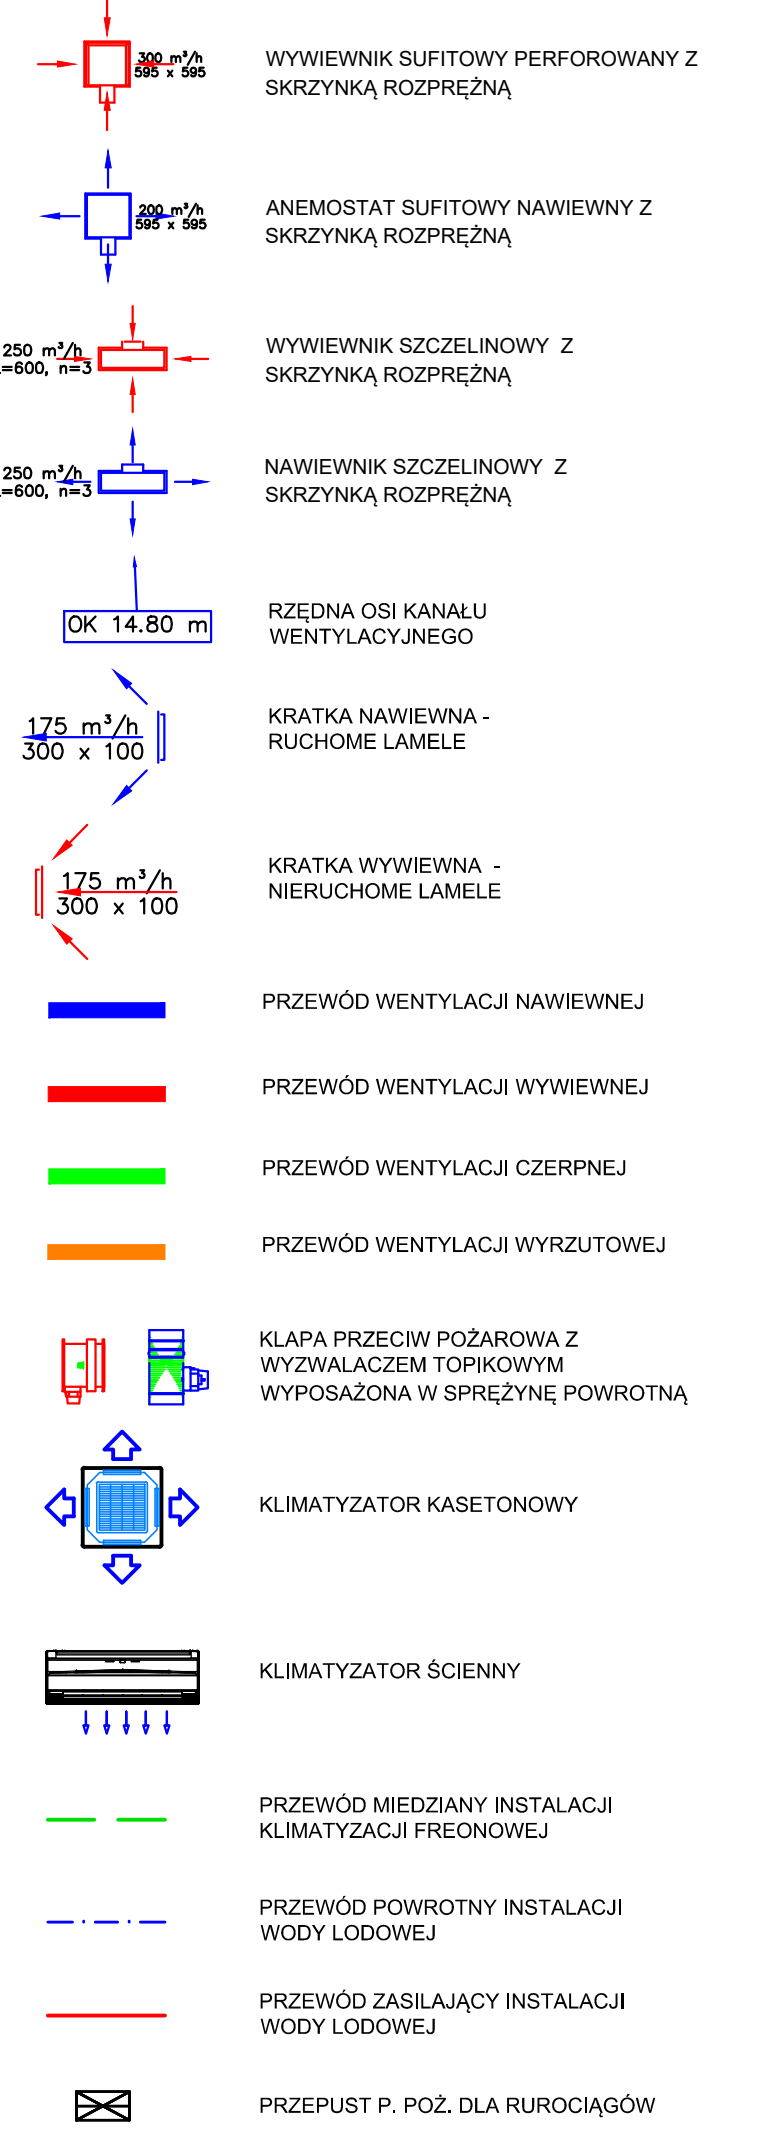 300 m³/h
595 x 595
WYWIEWNIK SUFITOWY PERFOROWANY Z
SKRZYNKĄ ROZPRĘŻNĄ
200 m³/h
595 x 595
ANEMOSTAT SUFITOWY NAWIEWNY Z
SKRZYNKĄ ROZPRĘŻNĄ
250 m³/h
=600, n=3
WYWIEWNIK SZCZELINOWY Z
SKRZYNKĄ ROZPRĘŻNĄ
250 m³/h
=600, n=3
NAWIEWNIK SZCZELINOWY Z
SKRZYNKĄ ROZPRĘŻNĄ
OK 14.80 m
RZĘDNA OSI KANAŁU
WENTYLACYJNEGO
175 m³/h
300 x 100
KRATKA NAWIEWNA -
RUCHOME LAMELE
175 m³/h
300 x 100
KRATKA WYWIEWNA -
NIERUCHOME LAMELE
PRZEWÓD WENTYLACJI NAWIEWNEJ
PRZEWÓD WENTYLACJI WYWIEWNEJ
PRZEWÓD WENTYLACJI CZERPNEJ
PRZEWÓD WENTYLACJI WYRZUTOWEJ
KLAPA PRZECIW POŻAROWA Z
WYZWALACZEM TOPIKOWYM
WYPOSAŻONA W SPRĘŻYNĘ POWROTNĄ
KLIMATYZATOR KASETONOWY
KLIMATYZATOR ŚCIENNY
PRZEWÓD MIEDZIANY INSTALACJI
KLIMATYZACJI FREONOWEJ
PRZEWÓD POWROTNY INSTALACJI
WODY LODOWEJ
PRZEWÓD ZASILAJĄCY INSTALACJI
WODY LODOWEJ
PRZEPUST P. POŻ. DLA RUROCIĄGÓW